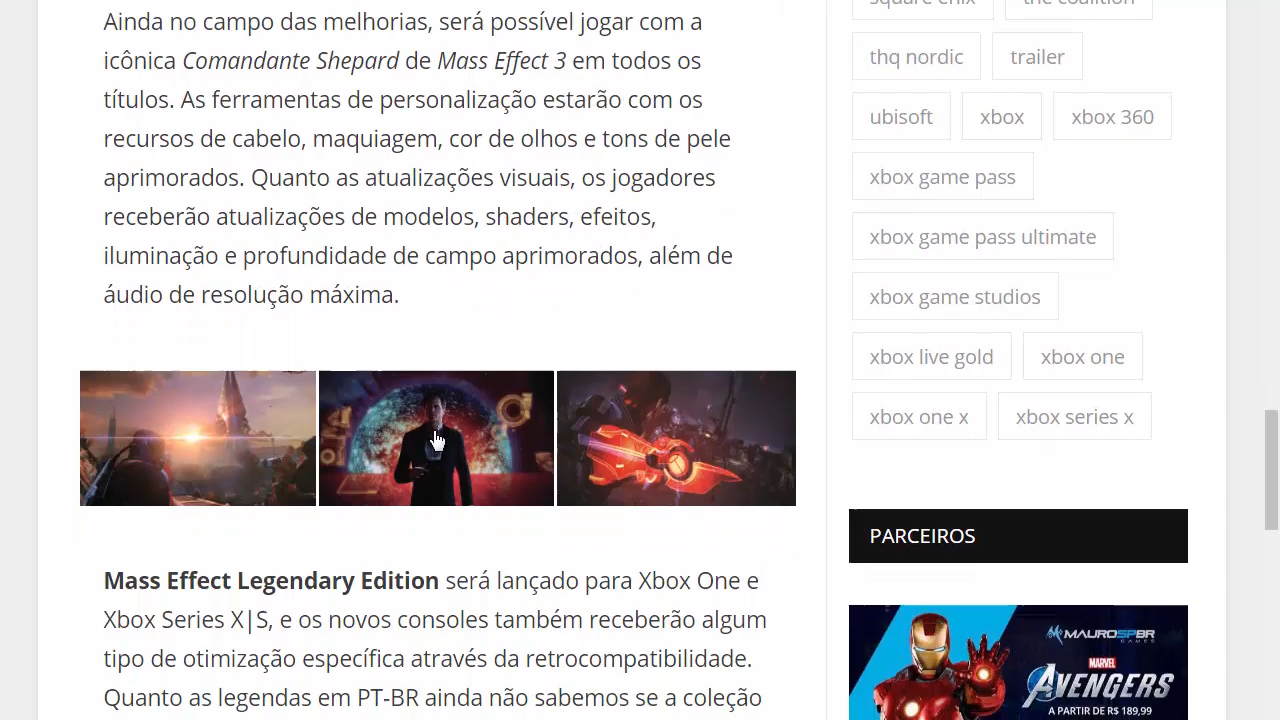 Ainda no campo das melhorias, será possível jogar com a
icônica Comandante Shepard de Mass Effect 3 em todos os
títulos. As ferramentas de personalização estarão com os
recursos de cabelo, maquiagem, cor de olhos e tons de pele
aprimorados. Quanto as atualizações visuais, os jogadores
receberão atualizações de modelos, shaders, efeitos,
iluminação e profundidade de campo aprimorados, além de
áudio de resolução máxima.
Mass Effect Legendary Edition será lançado para Xbox One e
Xbox Series X|S, e os novos consoles também receberão algum
tipo de otimização específica através da retrocompatibilidade.
Quanto as legendas em PT-BR ainda não sabemos se a coleção
square enix
the coalition
thq nordic
trailer
ubisoft
xbox
xbox 360
xbox game pass
xbox game pass ultimate
xbox game studios
xbox live gold
xbox one
xbox one x
xbox series x
PARCEIROS
MAUROSPBR
GAMES
MARVEL
AVENGERS
A PARTIR DE R$ 189,99